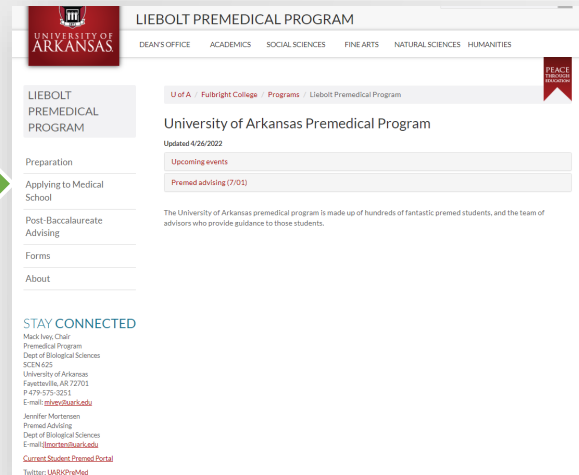 LIEBOLT PREMEDICAL PROGRAM
UNIVERSITY OF
ARKANSAS
DEAN'S OFFICE ACADEMICS SOCIAL SCIENCES FINE ARTS NATURAL SCIENCES HUMANITIES
PEACE
THROUGH
EDUCATION
LIEBOLT
PREMEDICAL
PROGRAM
U of A / Fulbright College / Programs / Liebolt Premedical Program
University of Arkansas Premedical Program
Updated 4/26/2022
Upcoming events
Premed advising (7/01)
The University of Arkansas premedical program is made up of hundreds of fantastic premed students, and the team of
advisors who provide guidance to those students.
Preparation
Applying to Medical
School
Post-Baccalaureate
Advising
Forms
About
STAY CONNECTED
Mack Ivey, Chair
Premedical Program
Dept of Biological Sciences
SCEN 625
University of Arkansas
Fayetteville, AR 72701
P 479-575-3251
E-mail: mivey@uark.edu
Jennifer Mortensen
Premed Advising
Dept of Biological Sciences
E-mail:jlmorten@uark.edu
Current Student Premed Portal
Twitter: UARKPreMed